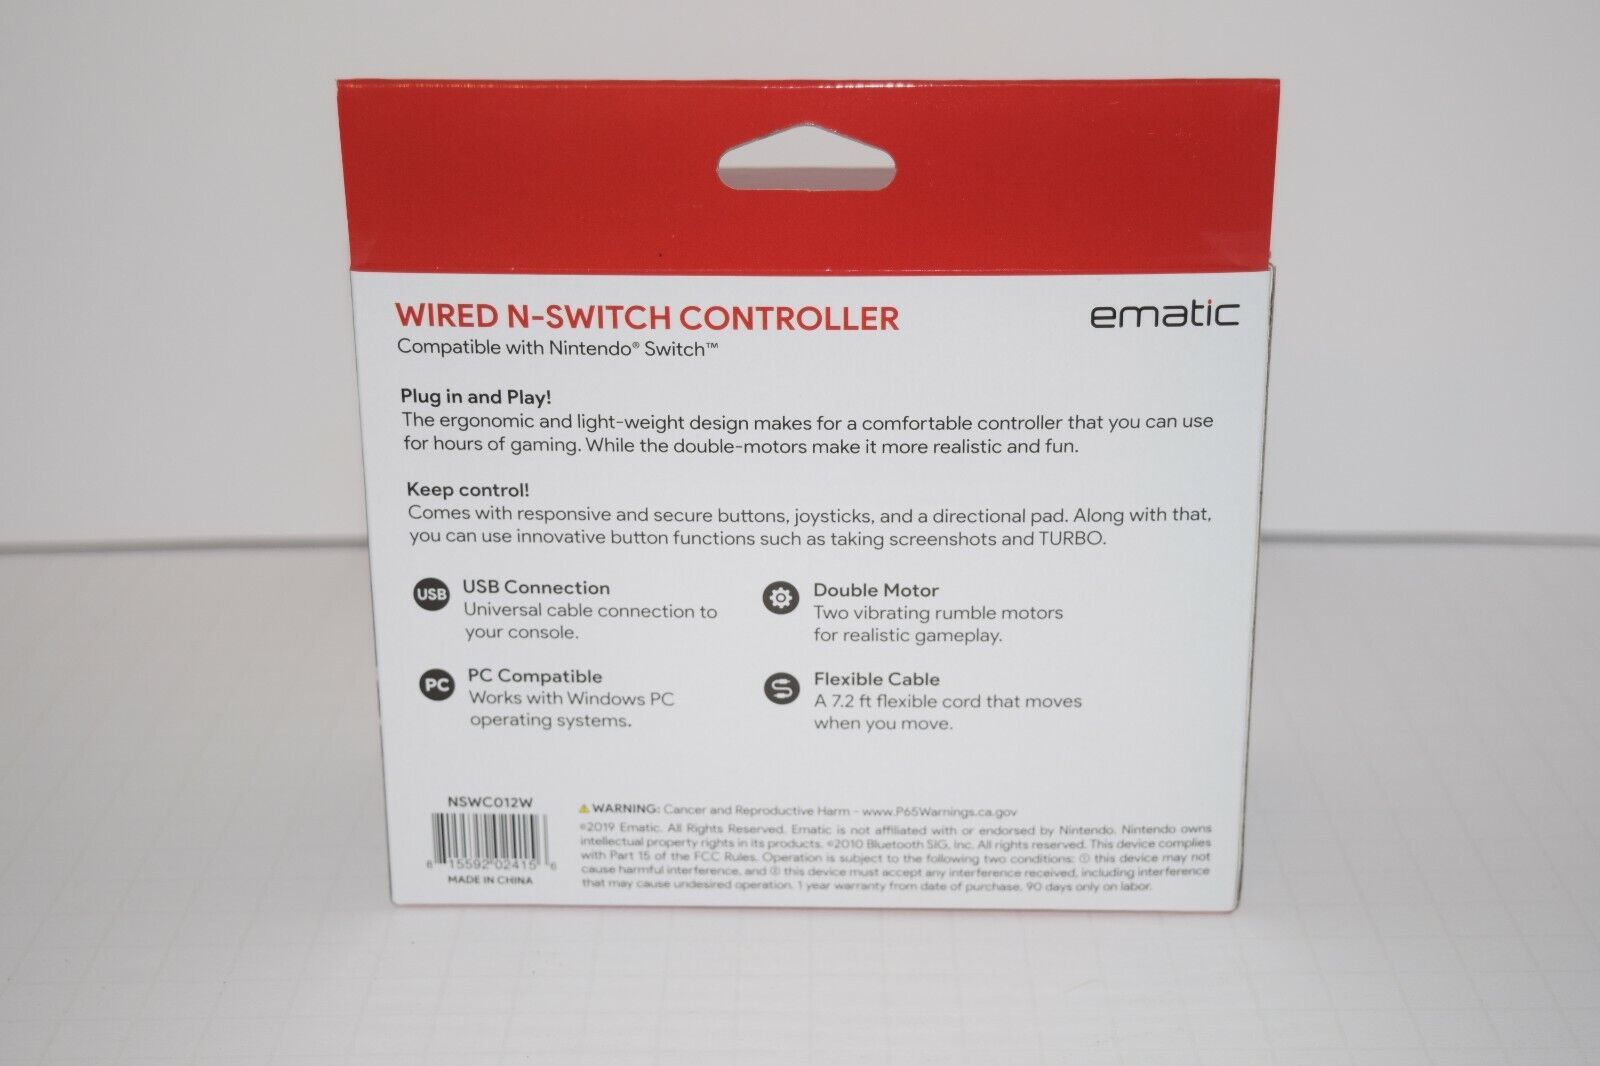 WIRED N-SWITCH CONTROLLER
ematic
Compatible with Nintendo® Switch™
Plug in and Play!
The ergonomic and light-weight design makes for a comfortable controller that you can use
for hours of gaming. While the double-motors make it more realistic and fun.
Keep control!
Comes with responsive and secure buttons, joysticks, and a directional pad. Along with that,
you can use innovative button functions such as taking screenshots and TURBO.
USB
USB Connection
Universal cable connection to
your console.
Double Motor
Two vibrating rumble motors
for realistic gameplay.
PC
PC Compatible
Works with Windows PC
operating systems.
Flexible Cable
A 7.2 ft flexible cord that moves
when you move.
NSWC012W
8 15592 02415 6
MADE IN CHINA
⚠ WARNING: Cancer and Reproductive Harm - www.P65Warnings.ca.gov
©2019 Ematic. All Rights Reserved. Ematic is not affiliated with or endorsed by Nintendo. Nintendo owns
intellectual property rights in its products. ©2010 Bluetooth SIG, Inc. All rights reserved. This device complies
with Part 15 of the FCC Rules. Operation is subject to the following two conditions: ① this device may not
cause harmful interference, and ② this device must accept any interference received, including interference
that may cause undesired operation. 1 year warranty from date of purchase, 90 days only on labor.